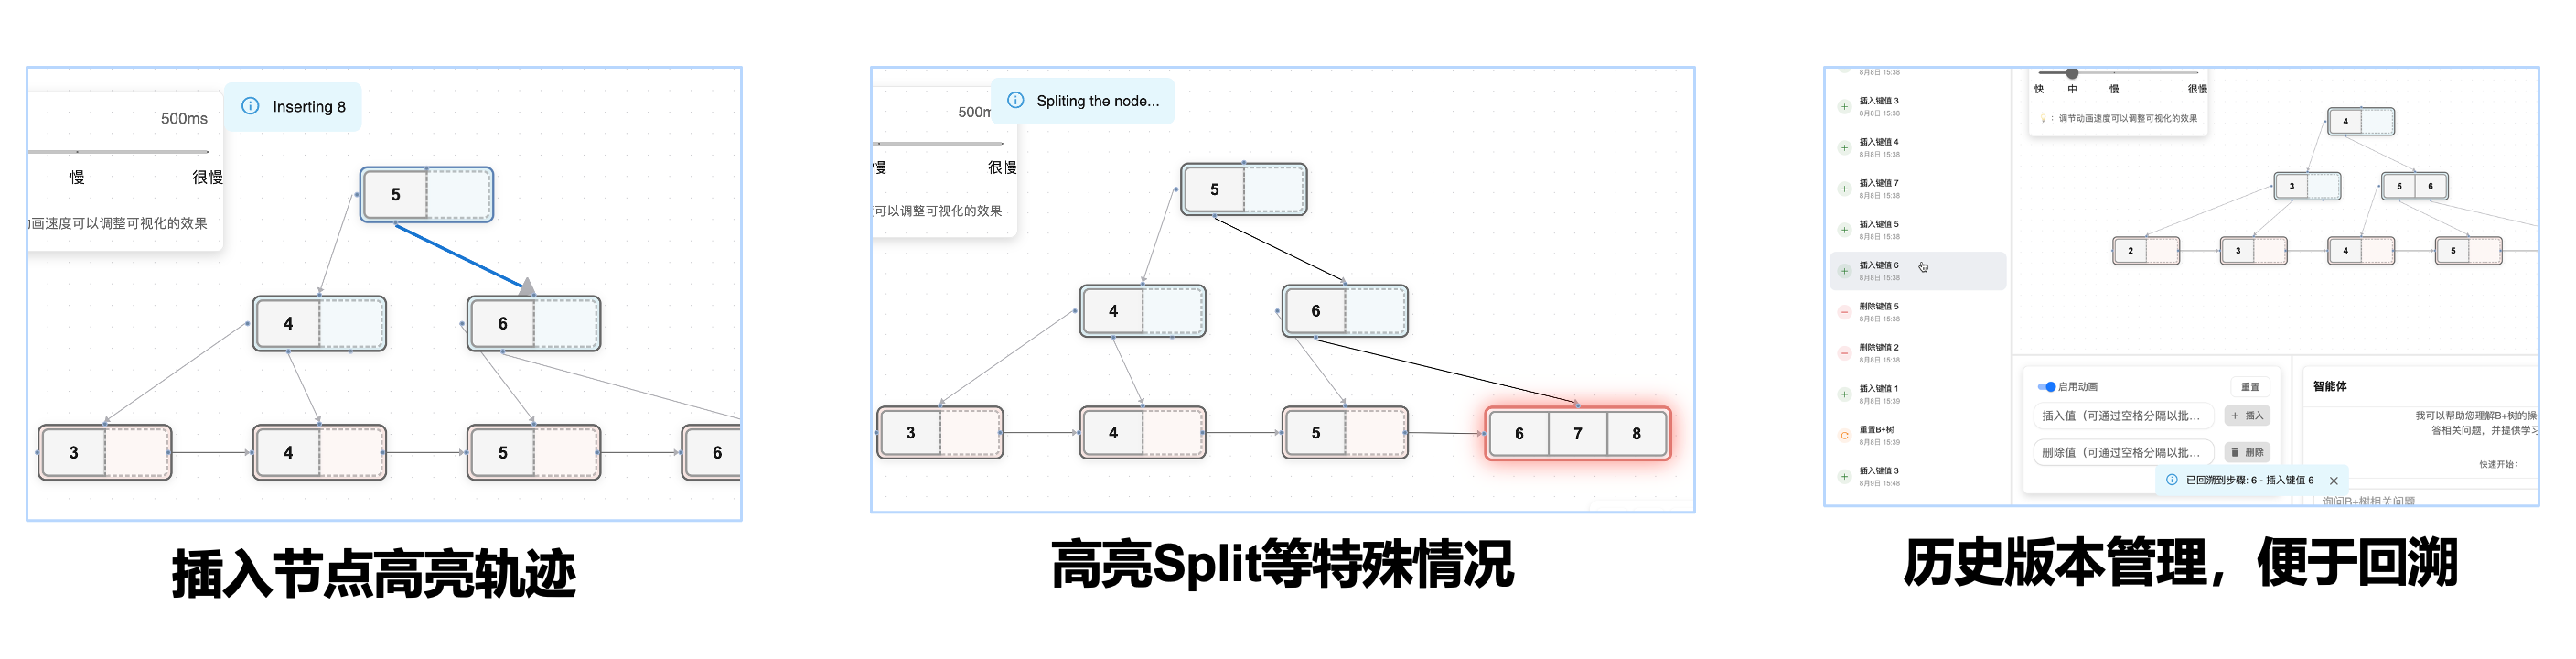 Inserting 8
500ms
慢
很慢
画速度可以调整可视化的效果
5
4
6
3
4
5
6
插入节点高亮轨迹
Spliting the node...
500m
慢
很慢
可以调整可视化的效果
5
4
6
3
4
5
6
7
8
高亮Split等特殊情况
8月8日 15:38
插入键值 3
8月8日 15:38
插入键值 4
8月8日 15:38
插入键值 7
8月8日 15:38
插入键值 5
8月8日 15:38
插入键值 6
8月8日 15:38
删除键值 5
8月8日 15:38
删除键值 2
8月8日 15:38
插入键值 1
8月8日 15:39
重置B+树
8月8日 15:39
插入键值 3
8月9日 15:48
快
中
慢
很慢
：调节动画速度可以调整可视化的效果
4
3
5
6
2
3
4
5
启用动画
重置
插入值（可通过空格分隔以批...
+ 插入
删除值（可通过空格分隔以批...
删除
智能体
我可以帮助您理解B+树的操
答相关问题，并提供学习
快速开始：
已回溯到步骤: 6 - 插入键值 6
询问B+树相关问题
历史版本管理，便于回溯